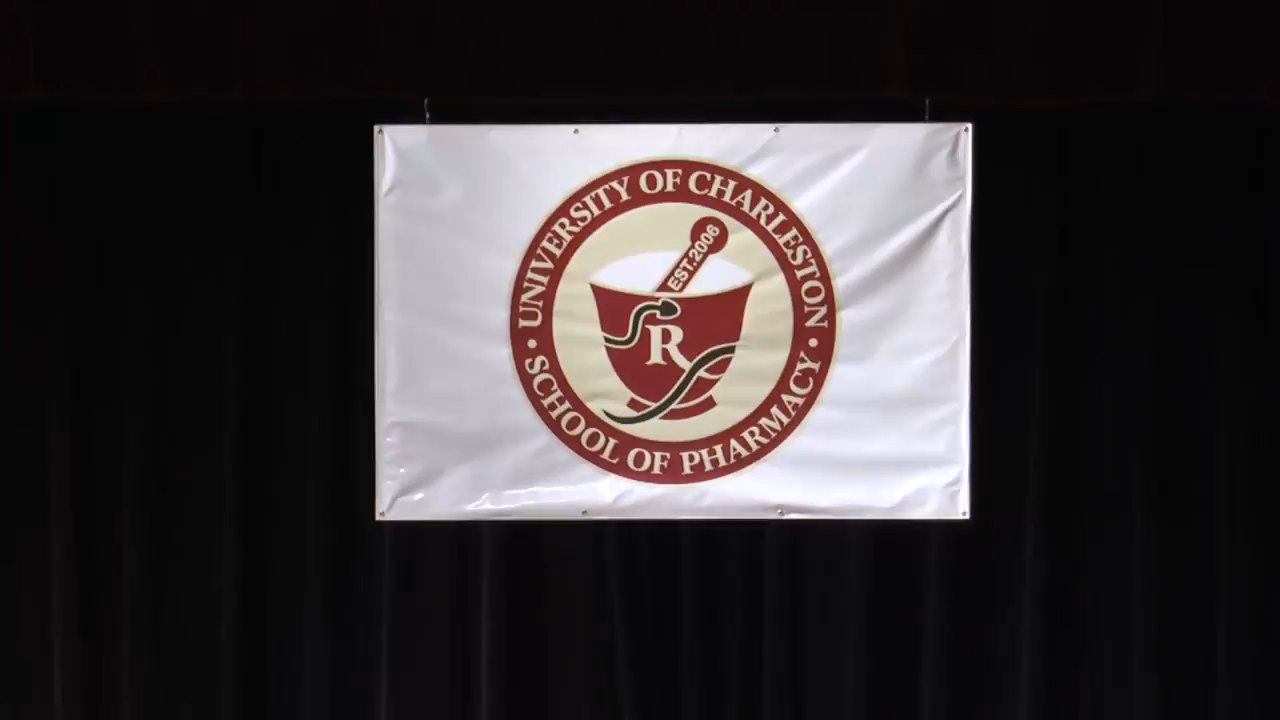 UNIVERSITY OF CHARLESTON
EST.2006
R
• SCHOOL OF PHARMACY •